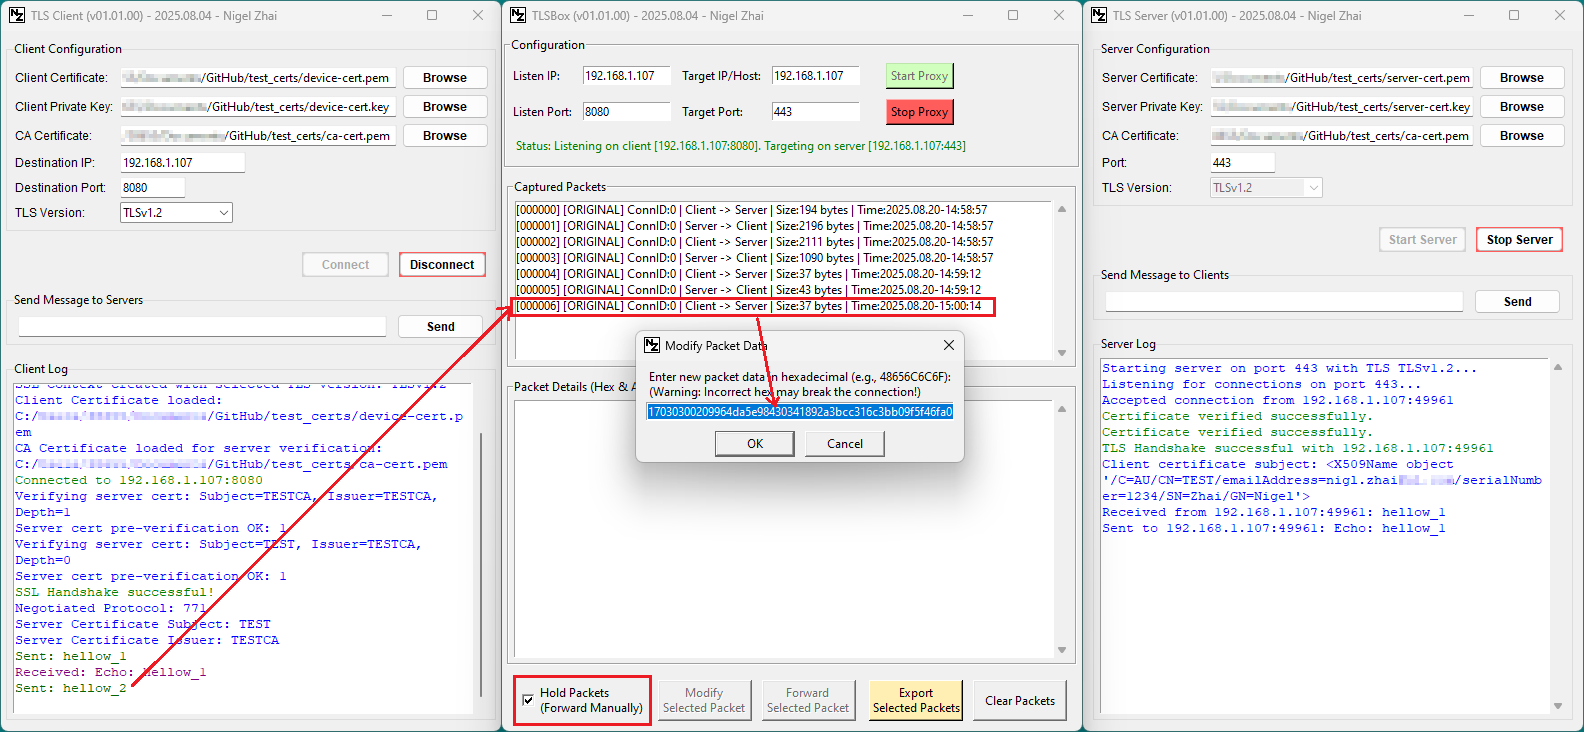 TLS Client (v01.01.00) - 2025.08.04 - Nigel Zhai
Client Configuration
Client Certificate: /GitHub/test_certs/device-cert.pem Browse
Client Private Key: /GitHub/test_certs/device-cert.key Browse
CA Certificate: /GitHub/test_certs/ca-cert.pem Browse
Destination IP: 192.168.1.107
Destination Port: 8080
TLS Version: TLSv1.2
Connect Disconnect
Send Message to Servers
Send
Client Log
SSL Context created with selected TLS version: TLSv1.2
Client Certificate loaded:
C:/ /GitHub/test_certs/device-cert.p
em
CA Certificate loaded for server verification:
C:/ /GitHub/test_certs/ca-cert.pem
Connected to 192.168.1.107:8080
Verifying server cert: Subject=TESTCA, Issuer=TESTCA,
Depth=1
Server cert pre-verification OK: 1
Verifying server cert: Subject=TEST, Issuer=TESTCA,
Depth=0
Server cert pre-verification OK: 1
SSL Handshake successful!
Negotiated Protocol: 771
Server Certificate Subject: TEST
Server Certificate Issuer: TESTCA
Sent: hellow_1
Received: Echo: hellow_1
Sent: hellow_2
TLSBox (v01.01.00) - 2025.08.04 - Nigel Zhai
Configuration
Listen IP: 192.168.1.107 Target IP/Host: 192.168.1.107 Start Proxy
Listen Port: 8080 Target Port: 443 Stop Proxy
Status: Listening on client [192.168.1.107:8080]. Targeting on server [192.168.1.107:443]
Captured Packets
[000000] [ORIGINAL] ConnID:0 | Client -> Server | Size:194 bytes | Time:2025.08.20-14:58:57
[000001] [ORIGINAL] ConnID:0 | Server -> Client | Size:2196 bytes | Time:2025.08.20-14:58:57
[000002] [ORIGINAL] ConnID:0 | Client -> Server | Size:2111 bytes | Time:2025.08.20-14:58:57
[000003] [ORIGINAL] ConnID:0 | Server -> Client | Size:1090 bytes | Time:2025.08.20-14:58:57
[000004] [ORIGINAL] ConnID:0 | Client -> Server | Size:37 bytes | Time:2025.08.20-14:59:12
[000005] [ORIGINAL] ConnID:0 | Server -> Client | Size:43 bytes | Time:2025.08.20-14:59:12
[000006] [ORIGINAL] ConnID:0 | Client -> Server | Size:37 bytes | Time:2025.08.20-15:00:14
Modify Packet Data
Enter new packet data in hexadecimal (e.g., 48656C6C6F):
(Warning: Incorrect hex may break the connection!)
17030300209964da5e98430341892a3bcc316c3bb09f5f46fa0
OK Cancel
Packet Details (Hex & A
Hold Packets
(Forward Manually)
Modify
Selected Packet
Forward
Selected Packet
Export
Selected Packets
Clear Packets
TLS Server (v01.01.00) - 2025.08.04 - Nigel Zhai
Server Configuration
Server Certificate: /GitHub/test_certs/server-cert.pem Browse
Server Private Key: /GitHub/test_certs/server-cert.key Browse
CA Certificate: /GitHub/test_certs/ca-cert.pem Browse
Port: 443
TLS Version: TLSv1.2
Start Server Stop Server
Send Message to Clients
Send
Server Log
Starting server on port 443 with TLS TLSv1.2...
Listening for connections on port 443...
Accepted connection from 192.168.1.107:49961
Certificate verified successfully.
Certificate verified successfully.
TLS Handshake successful with 192.168.1.107:49961
Client certificate subject: <X509Name object
'/C=AU/CN=TEST/emailAddress=nigl.zhai /serialNumb
er=1234/SN=Zhai/GN=Nigel'>
Received from 192.168.1.107:49961: hellow_1
Sent to 192.168.1.107:49961: Echo: hellow_1